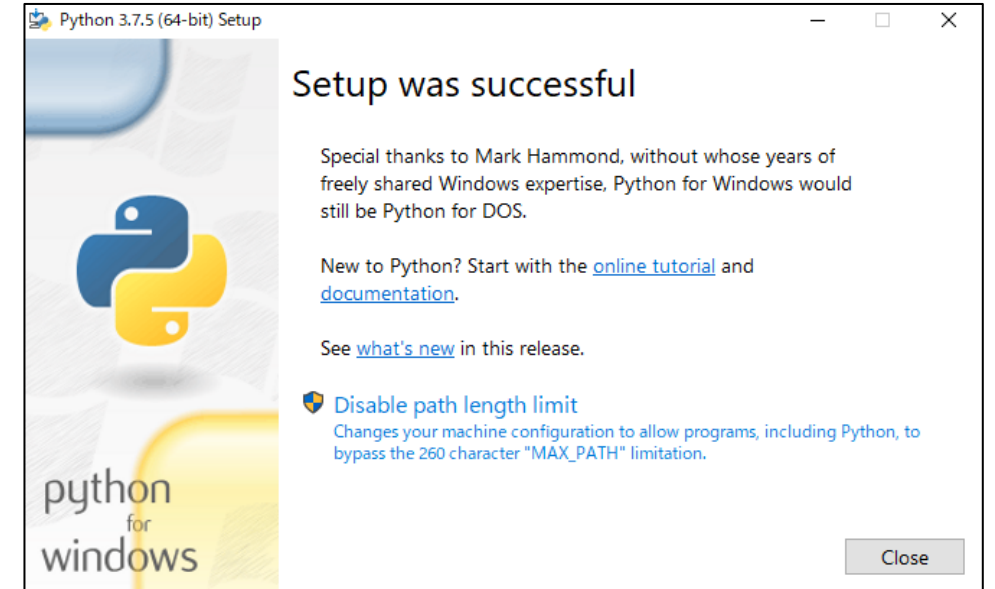 Python 3.7.5 (64-bit) Setup
Setup was successful
Special thanks to Mark Hammond, without whose years of
freely shared Windows expertise, Python for Windows would
still be Python for DOS.
New to Python? Start with the online tutorial and
documentation.
See what's new in this release.
Disable path length limit
Changes your machine configuration to allow programs, including Python, to
bypass the 260 character "MAX_PATH" limitation.
python
for
windows
Close